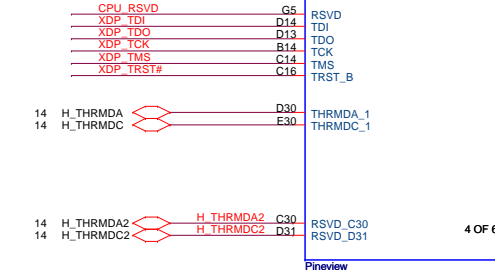 CPU_RSVD G5 RSVD
XDP_TDI D14 TDI
XDP_TDO D13 TDO
XDP_TCK B14 TCK
XDP_TMS C14 TMS
XDP_TRST# C16 TRST_B
14 H_THRMDA D30 THRMDA_1
14 H_THRMDC E30 THRMDC_1
14 H_THRMDA2 H_THRMDA2 C30 RSVD_C30
14 H_THRMDC2 H_THRMDC2 D31 RSVD_D31
4 OF 6
Pineview